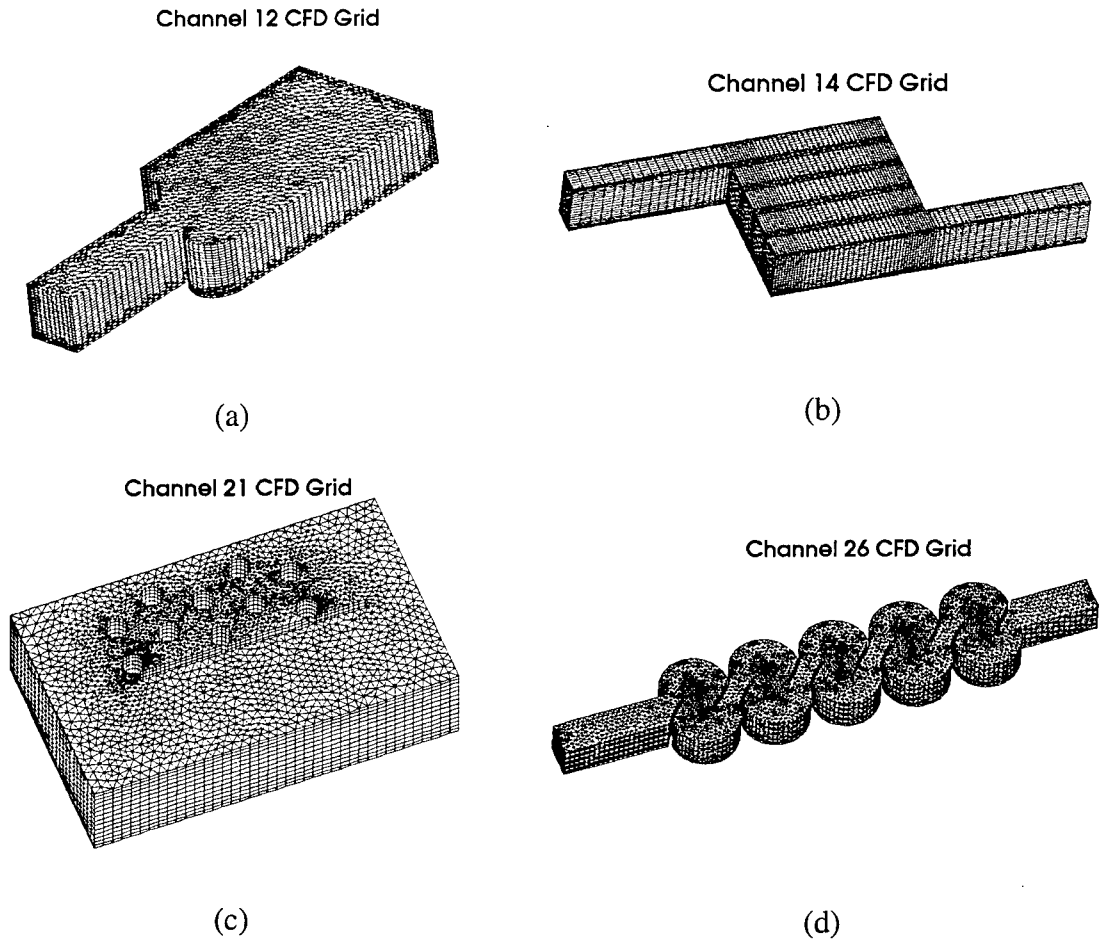 Channel 12 CFD Grid
Channel 14 CFD Grid
(a)
(b)
Channel 21 CFD Grid
Channel 26 CFD Grid
(c)
(d)